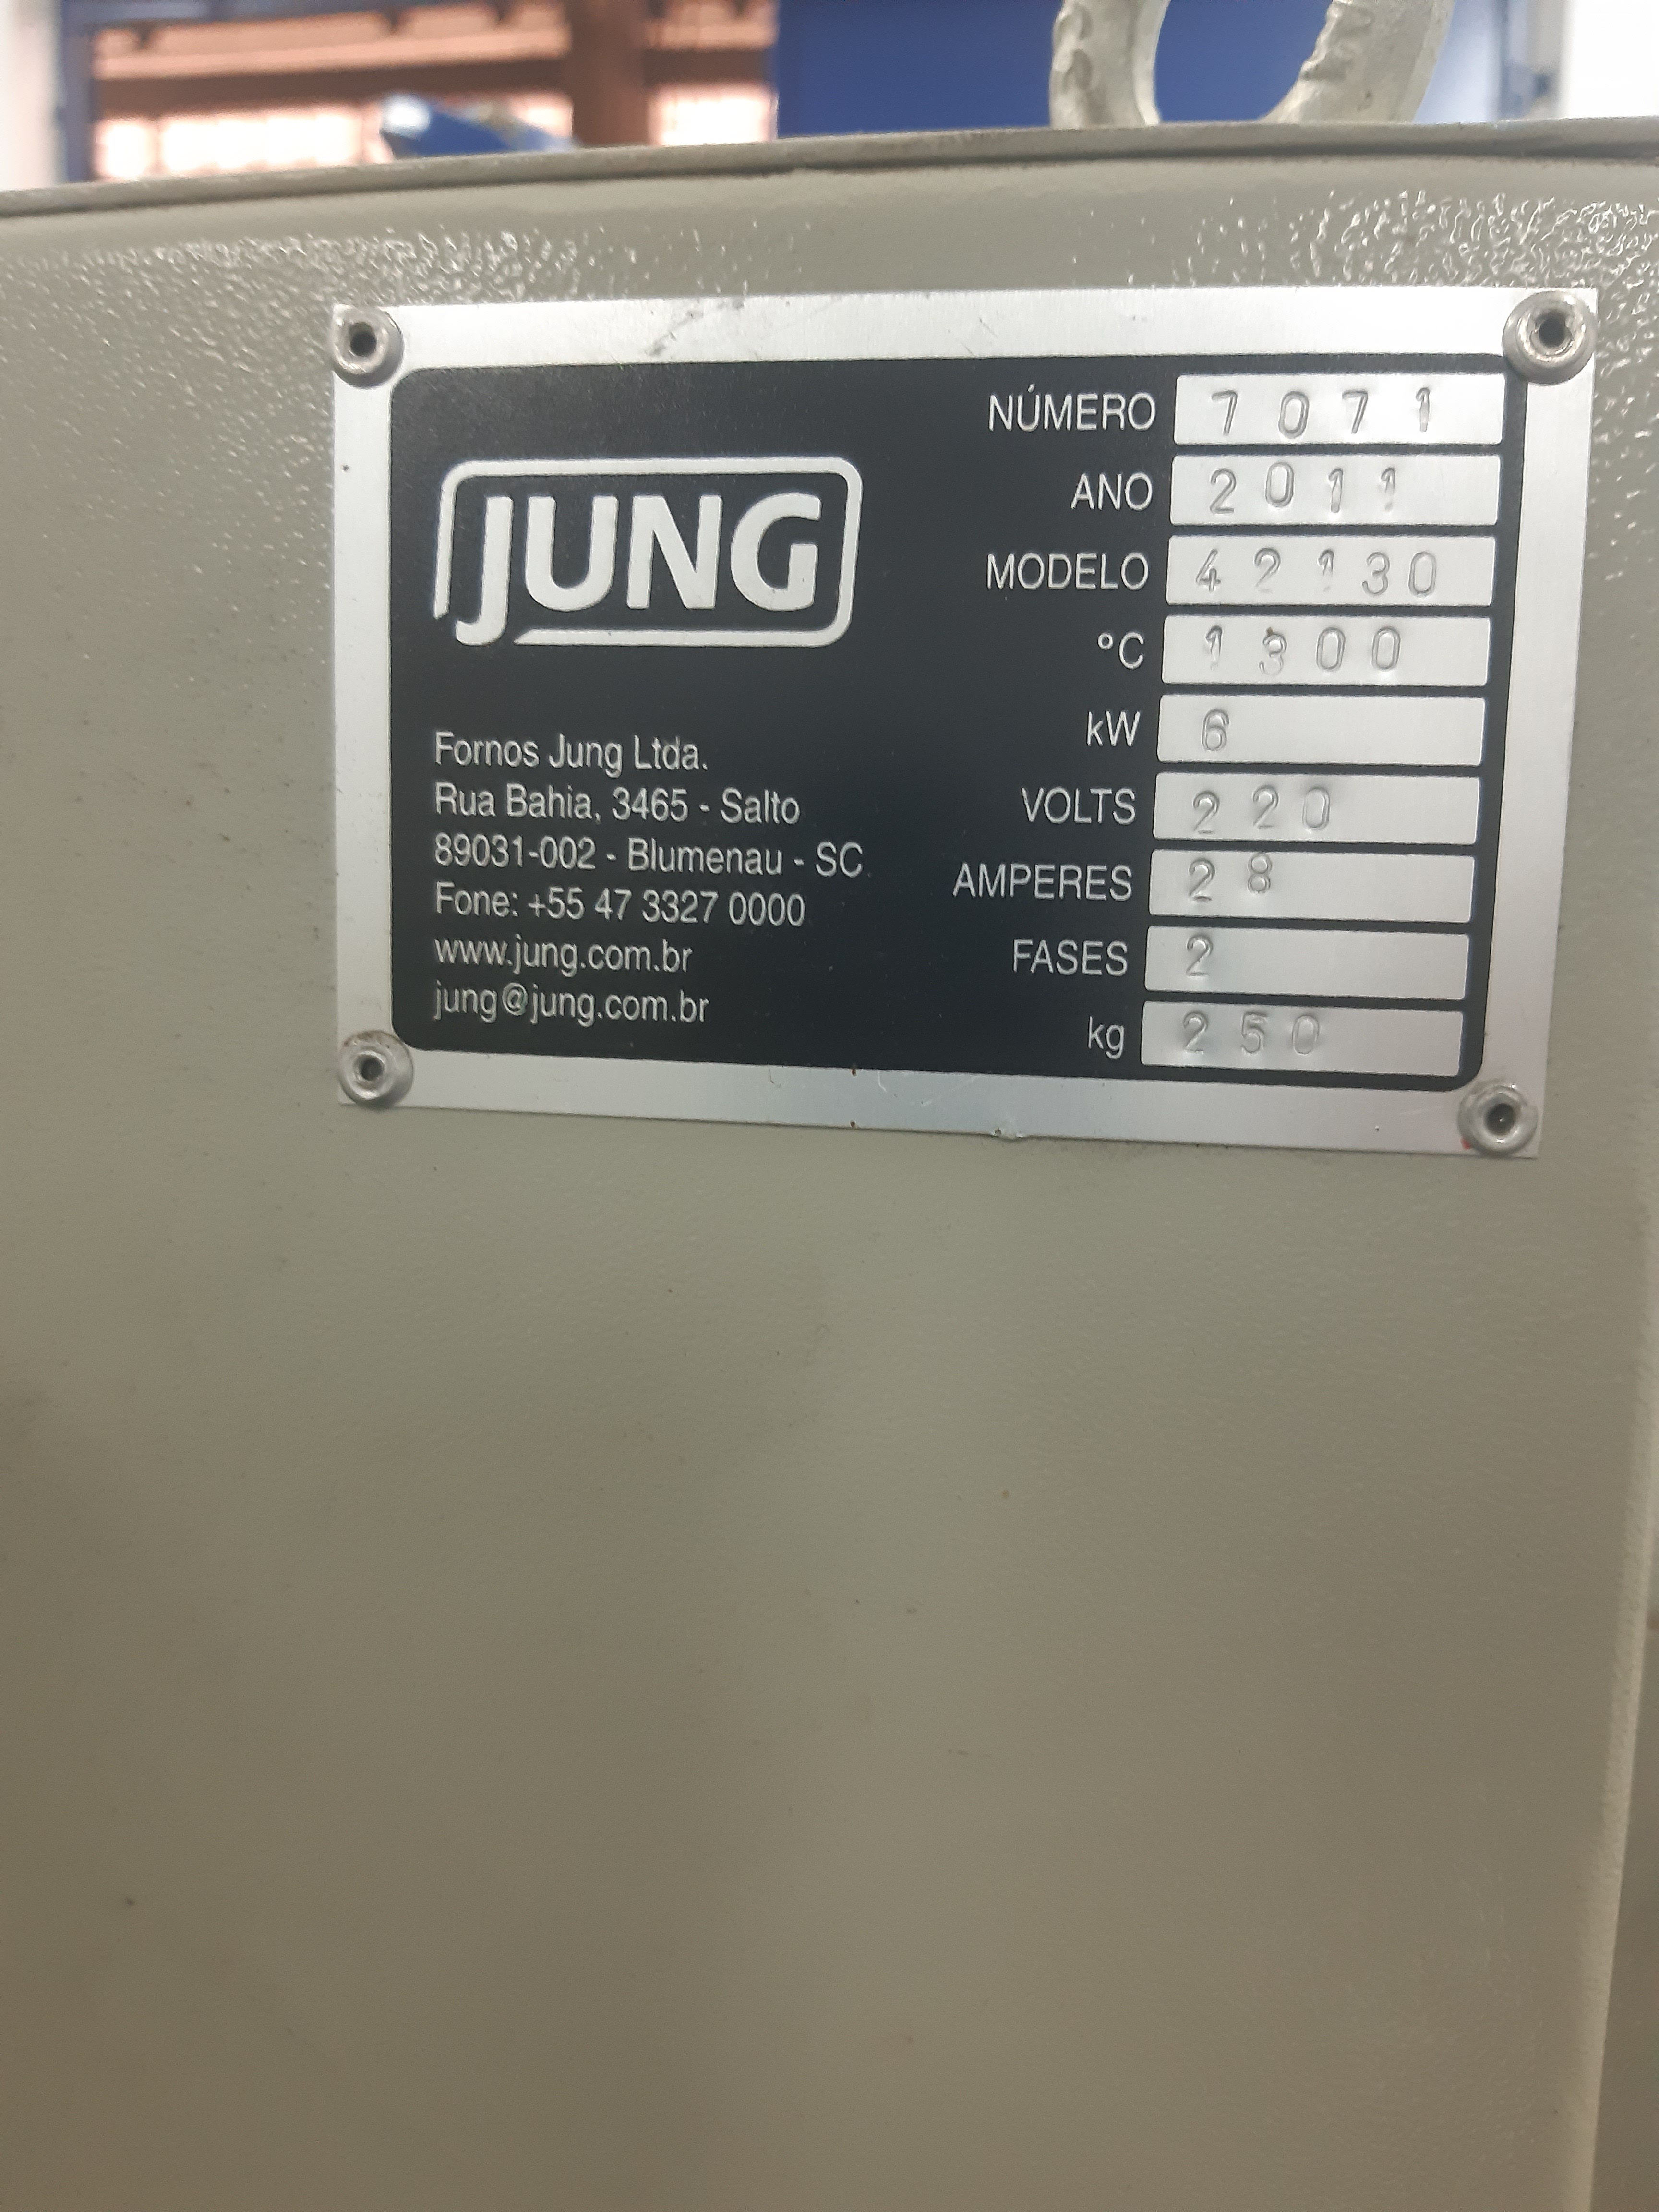 JUNG
Fornos Jung Ltda.
Rua Bahia, 3465 - Salto
89031-002 - Blumenau - SC
Fone: +55 47 3327 0000
www.jung.com.br
jung@jung.com.br
NÚMERO 7071
ANO 2011
MODELO 42130
°C 1300
kW 6
VOLTS 220
AMPERES 28
FASES 2
kg 250